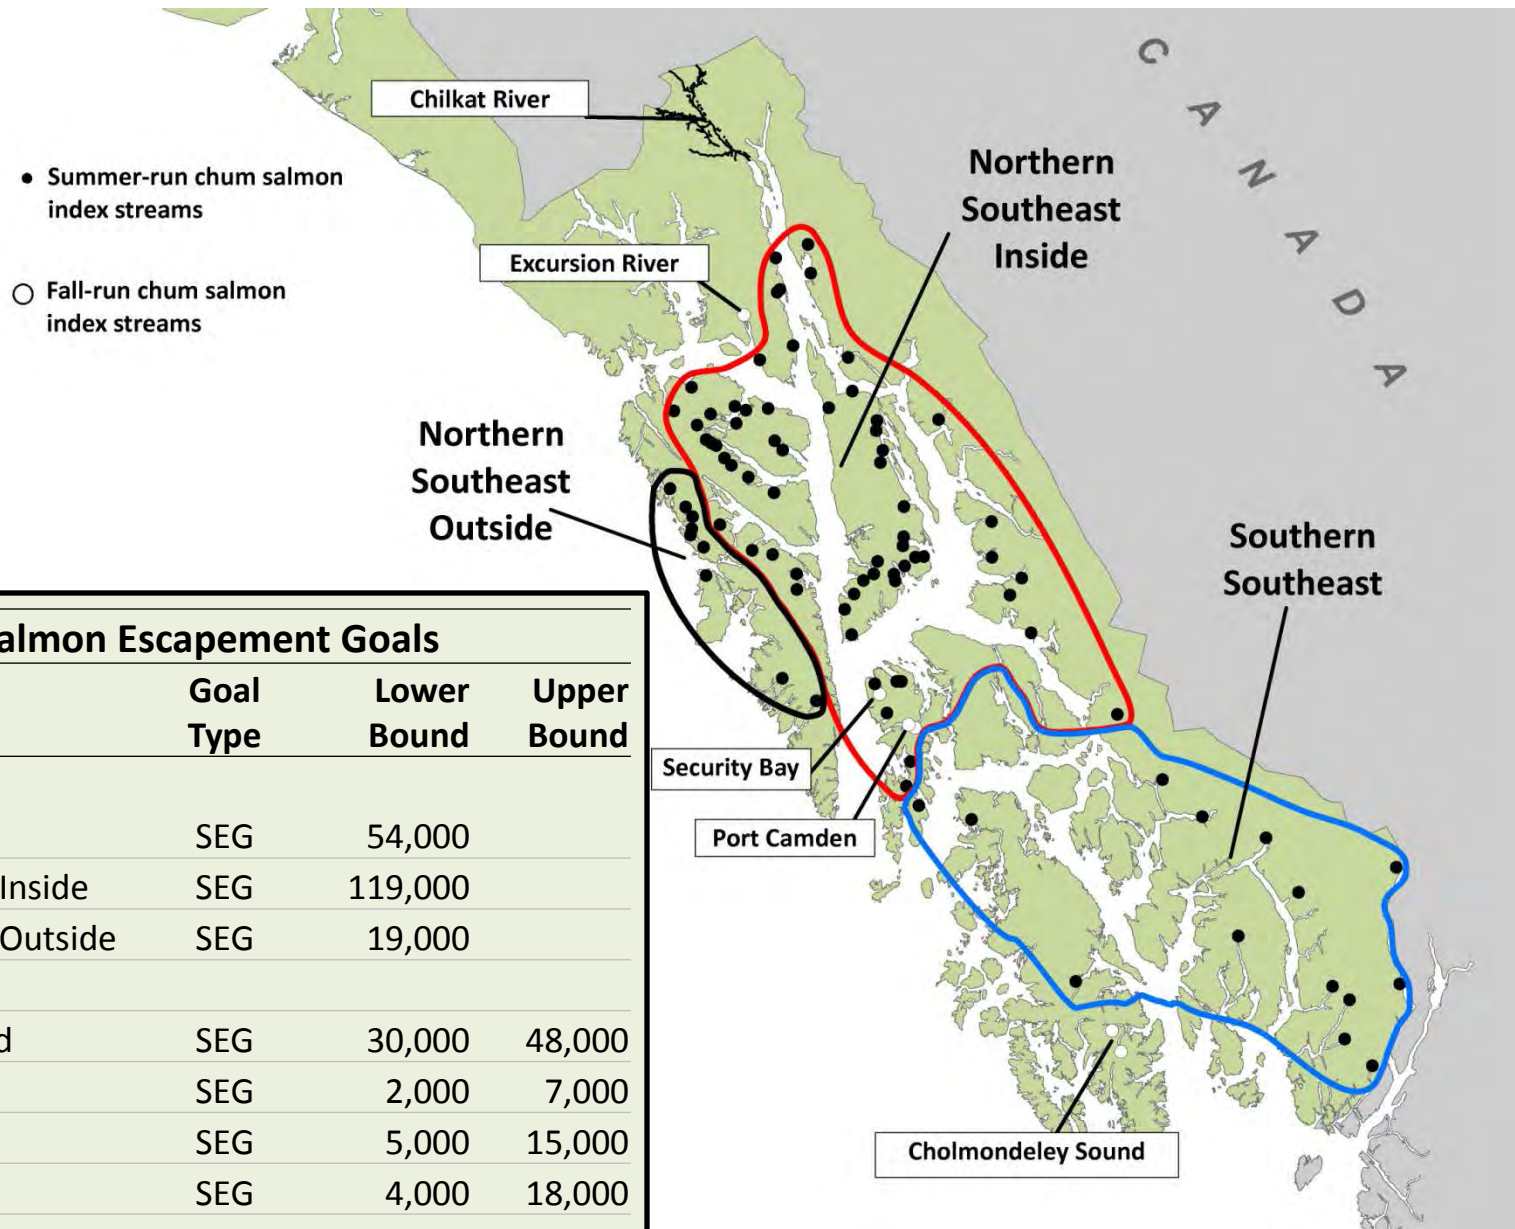 Chilkat River
CANADA
Summer-run chum salmon
index streams
Northern
Southeast
Inside
Excursion River
Fall-run chum salmon
index streams
Northern
Southeast
Outside
Southern
Southeast
almon Escapement Goals
Goal Lower Upper
Type Bound Bound
SEG 54,000
Inside SEG 119,000
Outside SEG 19,000
d SEG 30,000 48,000
SEG 2,000 7,000
SEG 5,000 15,000
SEG 4,000 18,000
Security Bay
Port Camden
Cholmondeley Sound